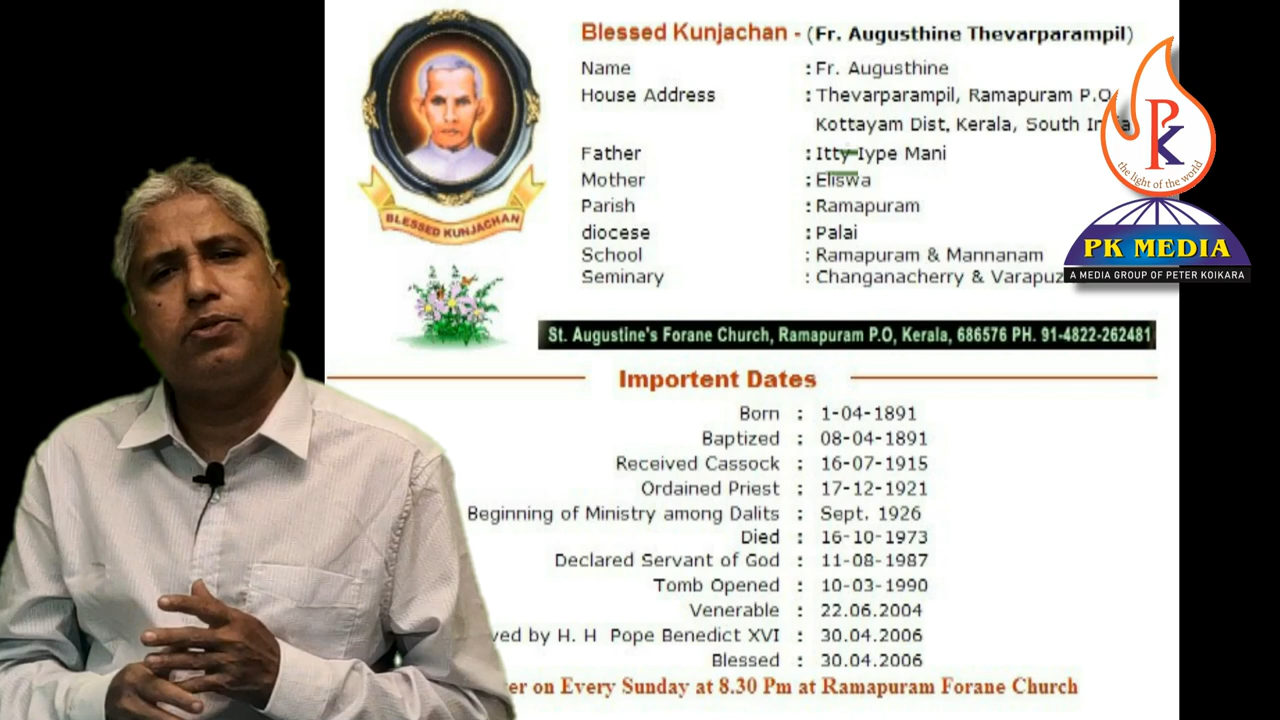 Blessed Kunjachan - (Fr. Augusthine Thevarparampil)
Name : Fr. Augusthine
House Address : Thevarparampil, Ramapuram P.O
Kottayam Dist, Kerala, South India
Father : Itty Iype Mani
Mother : Eliswa
Parish : Ramapuram
diocese : Palai
School : Ramapuram & Mannanam
Seminary : Changanacherry & Varapuz
BLESSED KUNJACHAN
PK
the light of the world
PK MEDIA
A MEDIA GROUP OF PETER KOIKARA
St. Augustine's Forane Church, Ramapuram P.O, Kerala, 686576 PH. 91-4822-262481
Importent Dates
Born : 1-04-1891
Baptized : 08-04-1891
Received Cassock : 16-07-1915
Ordained Priest : 17-12-1921
Beginning of Ministry among Dalits : Sept. 1926
Died : 16-10-1973
Declared Servant of God : 11-08-1987
Tomb Opened : 10-03-1990
Venerable : 22.06.2004
ved by H. H Pope Benedict XVI : 30.04.2006
Blessed : 30.04.2006
er on Every Sunday at 8.30 Pm at Ramapuram Forane Church